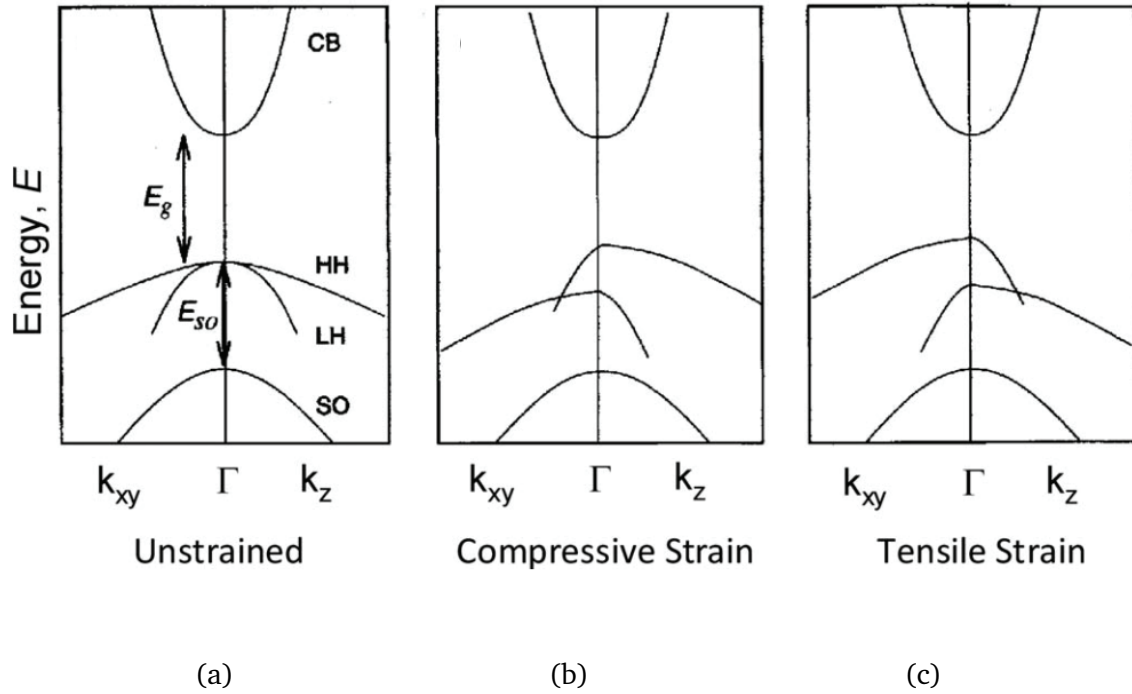 Energy, E
CB
E_g
HH
E_so
LH
SO
k_xy Γ k_z
k_xy Γ k_z
k_xy Γ k_z
Unstrained
Compressive Strain
Tensile Strain
(a)
(b)
(c)